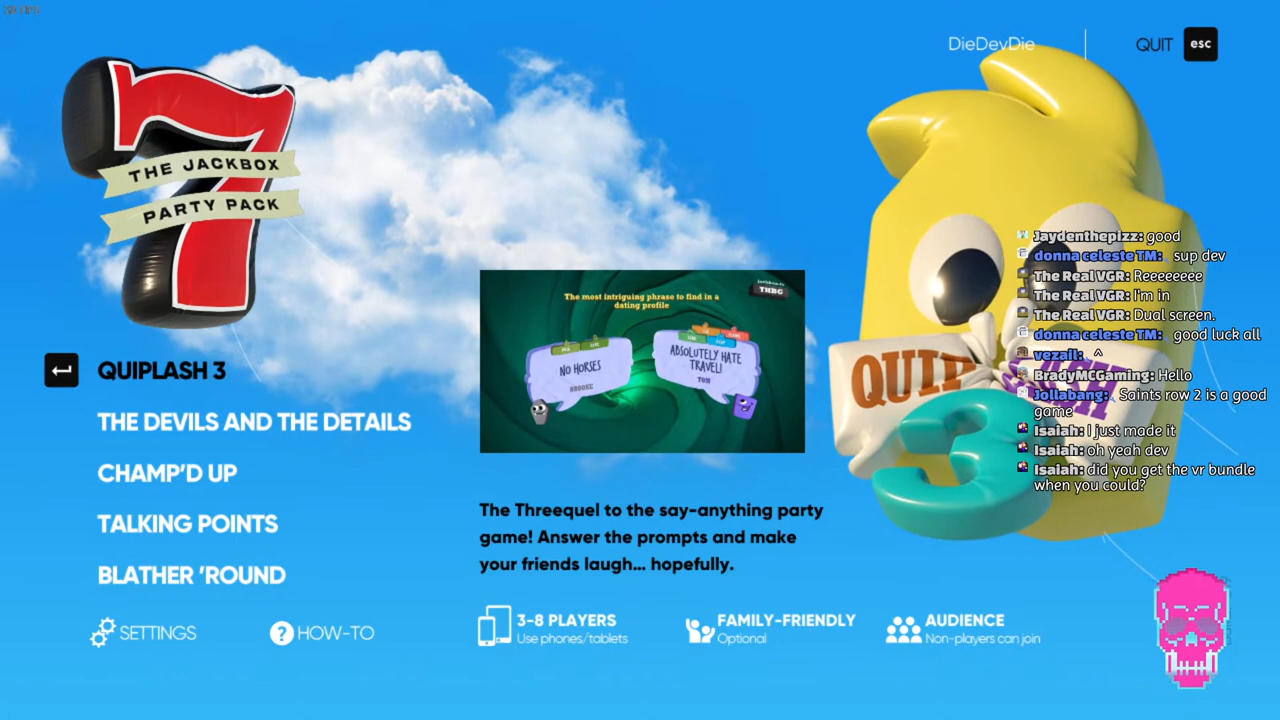 DieDevDie
QUIT esc
THE JACKBOX
PARTY PACK
QUIPLASH 3
THE DEVILS AND THE DETAILS
CHAMP'D UP
TALKING POINTS
BLATHER 'ROUND
SETTINGS
HOW-TO
The most intriguing phrase to find in a
dating profile
NO HORSES
BROOKE
ABSOLUTELY HATE
TRAVEL!
TOM
The Threequel to the say-anything party
game! Answer the prompts and make
your friends laugh... hopefully.
3-8 PLAYERS
Use phones/tablets
FAMILY-FRIENDLY
Optional
AUDIENCE
Non-players can join
QUIP
3
Jaydenthepizz: good
donna celeste TM: sup dev
The Real VGR: Reeeeeeee
The Real VGR: I'm in
The Real VGR: Dual screen.
donna celeste TM: good luck all
vezail: ^
BradyMCGaming: Hello
Jollabang: Saints row 2 is a good
game
Isaiah: I just made it
Isaiah: oh yeah dev
Isaiah: did you get the vr bundle
when you could?